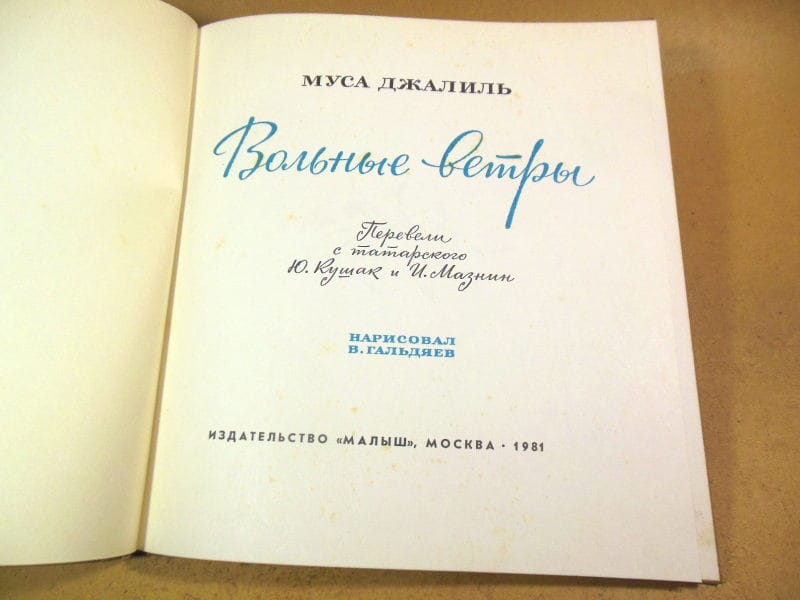 МУСА ДЖАЛИЛЬ
Вольные ветры
Перевели
с татарского
Ю. Кушак и И. Мазнин
НАРИСОВАЛ
В. ГАЛЬДЯЕВ
ИЗДАТЕЛЬСТВО «МАЛЫШ», МОСКВА · 1981